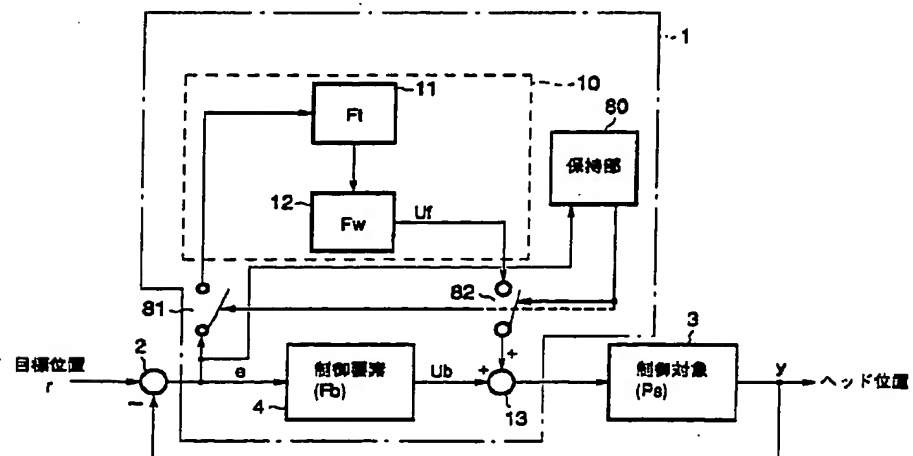 1
10
11
Ft
80
保持部
12
Fw
Uf
81
82
目標位置
r
2
−
e
制御要素
(Fb)
4
Ub
+
+
13
3
制御対象
(Ps)
y
ヘッド位置